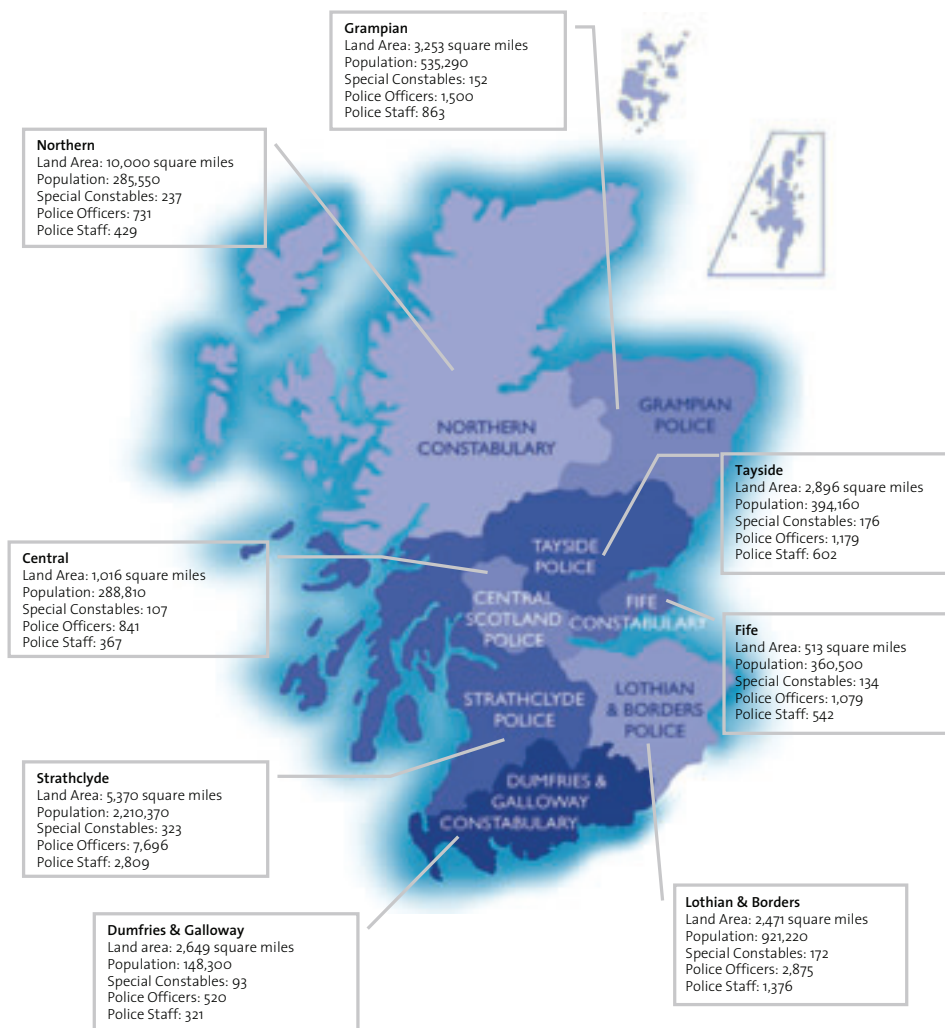 Grampian
Land Area: 3,253 square miles
Population: 535,290
Special Constables: 152
Police Officers: 1,500
Police Staff: 863
Northern
Land Area: 10,000 square miles
Population: 285,550
Special Constables: 237
Police Officers: 731
Police Staff: 429
GRAMPIAN
POLICE
NORTHERN
CONSTABULARY
Tayside
Land Area: 2,896 square miles
Population: 394,160
Special Constables: 176
Police Officers: 1,179
Police Staff: 602
TAYSIDE
POLICE
Central
Land Area: 1,016 square miles
Population: 288,810
Special Constables: 107
Police Officers: 841
Police Staff: 367
CENTRAL
SCOTLAND
POLICE
FIFE
CONSTABULARY
Fife
Land Area: 513 square miles
Population: 360,500
Special Constables: 134
Police Officers: 1,079
Police Staff: 542
STRATHCLYDE
POLICE
LOTHIAN
& BORDERS
POLICE
Strathclyde
Land Area: 5,370 square miles
Population: 2,210,370
Special Constables: 323
Police Officers: 7,696
Police Staff: 2,809
DUMFRIES &
GALLOWAY
CONSTABULARY
Dumfries & Galloway
Land area: 2,649 square miles
Population: 148,300
Special Constables: 93
Police Officers: 520
Police Staff: 321
Lothian & Borders
Land Area: 2,471 square miles
Population: 921,220
Special Constables: 172
Police Officers: 2,875
Police Staff: 1,376